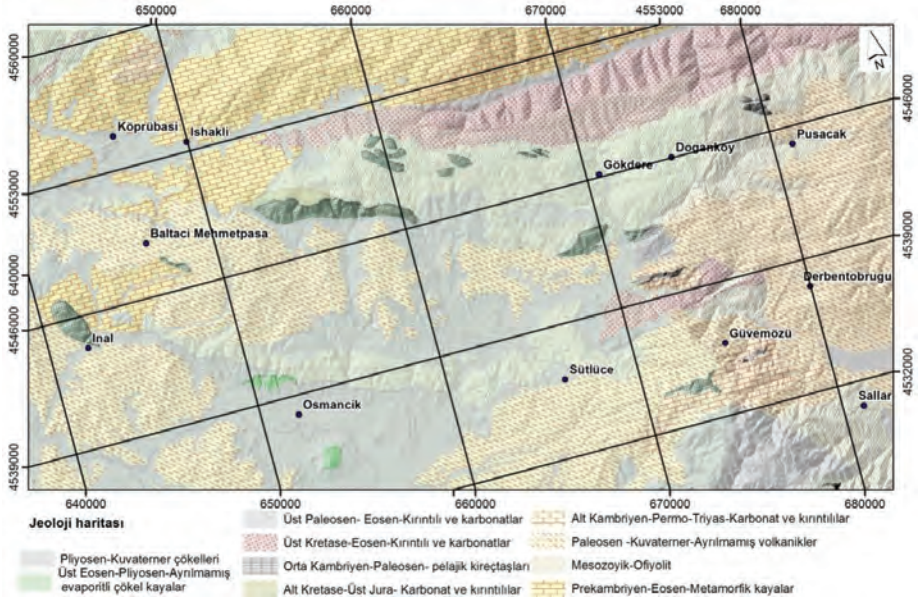 650000
660000
670000
4553000
680000
4560000
4546000
N
Köprübasi
Ishakli
Pusacak
Gökdere
Doganköy
4553000
Baltaci Mehmetpasa
4539000
640000
Derbentobrugu
4546000
Inal
Güvemözü
Sütlüce
4532000
Osmancik
Sallar
4539000
640000
650000
660000
670000
680000
Jeoloji haritası
Pliyosen-Kuvaterner çökelleri
Üst Eosen-Pliyosen-Ayrılmamış
evaporitli çökel kayalar
Üst Paleosen- Eosen-Kırıntılı ve karbonatlar
Üst Kretase-Eosen-Kırıntılı ve karbonatlar
Orta Kambriyen-Paleosen- pelajik kireçtaşları
Alt Kretase-Üst Jura- Karbonat ve kırıntılılar
Alt Kambriyen-Permo-Triyas-Karbonat ve kırıntılılar
Paleosen -Kuvaterner-Ayrılmamış volkanikler
Mesozoyik-Ofiyolit
Prekambriyen-Eosen-Metamorfik kayalar